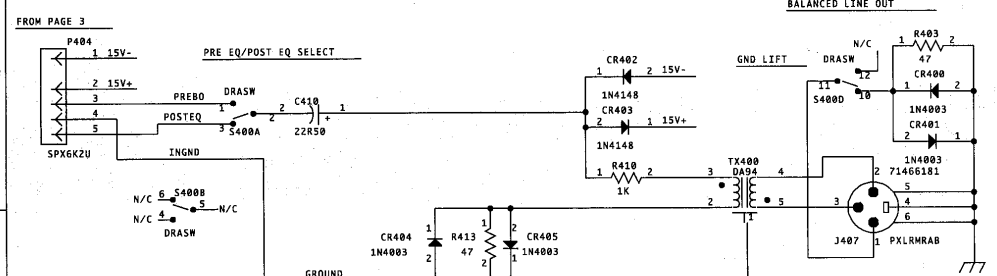 BALANCED LINE OUT
FROM PAGE 3
P404
1 15V-
2 15V+
3 PREBO
4
5 POSTEQ
SPX6K2U
INGND
PRE EQ/POST EQ SELECT
DRASW
1
2
3
S400A
C410
2 + 1
22R50
N/C 6 S400B
5 N/C
N/C 4
DRASW
CR402
1 2 15V-
1N4148
CR403
2 1 15V+
1N4148
R410
1 2
1K
GND LIFT
N/C
DRASW
12
11
10
S400D
R403
1 2
47
CR400
1 2
1N4003
CR401
2 1
1N4003
TX400
DA94
3 4
2 5
1
71466181
2
3
1
5
4
6
J407 PXLRMRAB
CR404
1N4003
1
2
R413
47
1
2
CR405
1N4003
2
1
GROUND